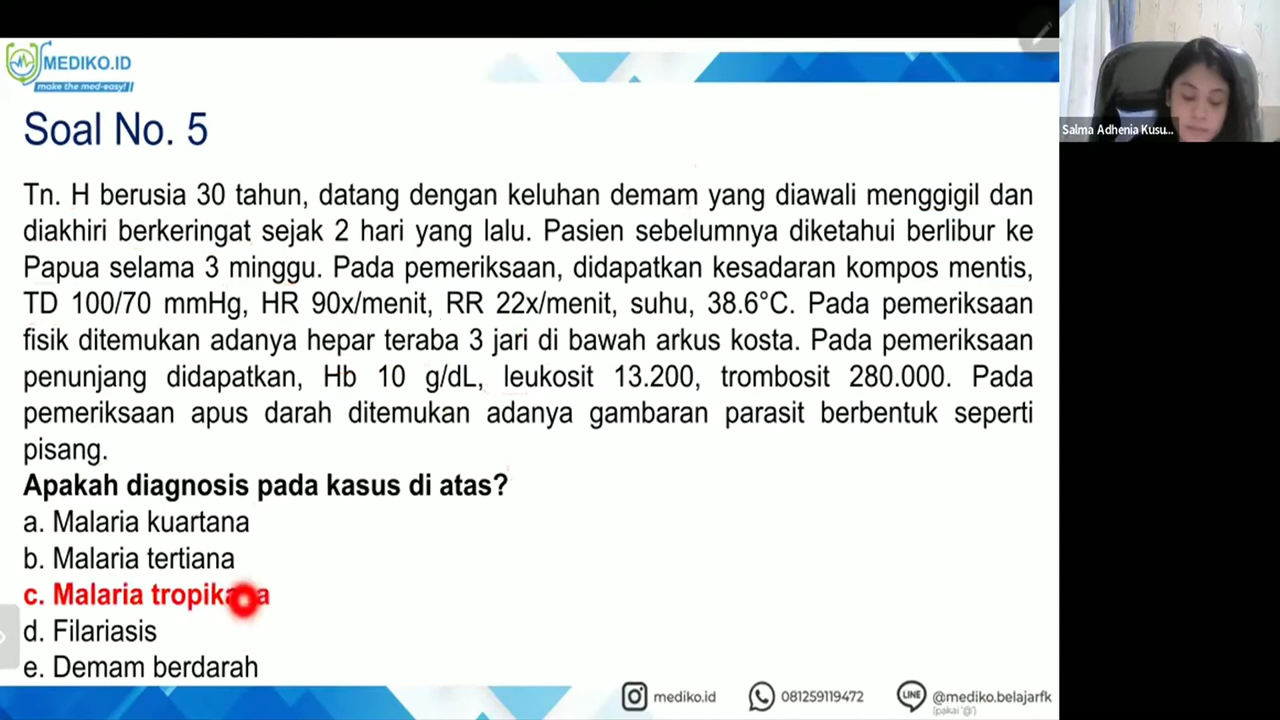 MEDIKO.ID
make the med-easy!
Soal No. 5
Tn. H berusia 30 tahun, datang dengan keluhan demam yang diawali menggigil dan
diakhiri berkeringat sejak 2 hari yang lalu. Pasien sebelumnya diketahui berlibur ke
Papua selama 3 minggu. Pada pemeriksaan, didapatkan kesadaran kompos mentis,
TD 100/70 mmHg, HR 90x/menit, RR 22x/menit, suhu, 38.6°C. Pada pemeriksaan
fisik ditemukan adanya hepar teraba 3 jari di bawah arkus kosta. Pada pemeriksaan
penunjang didapatkan, Hb 10 g/dL, leukosit 13.200, trombosit 280.000. Pada
pemeriksaan apus darah ditemukan adanya gambaran parasit berbentuk seperti
pisang.
Apakah diagnosis pada kasus di atas?
a. Malaria kuartana
b. Malaria tertiana
c. Malaria
d. Filariasis
e. Demam berdarah
mediko.id
081259119472
LINE
@mediko.belajarfk
(pakai '@')
Salma Adhenia Kusu...